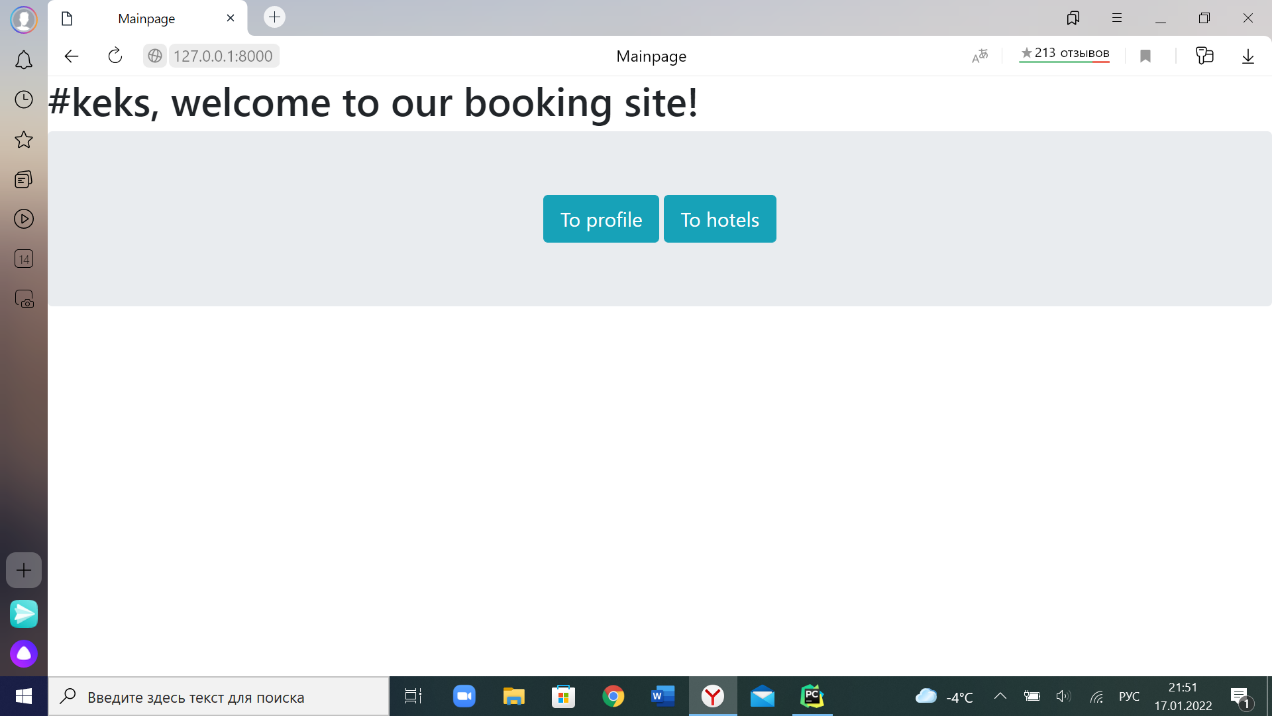 Mainpage
127.0.0.1:8000
Mainpage
213 отзывов
#keks, welcome to our booking site!
To profile To hotels
14
Введите здесь текст для поиска
W
Y
PC
-4°C
РУС
21:51
17.01.2022
1